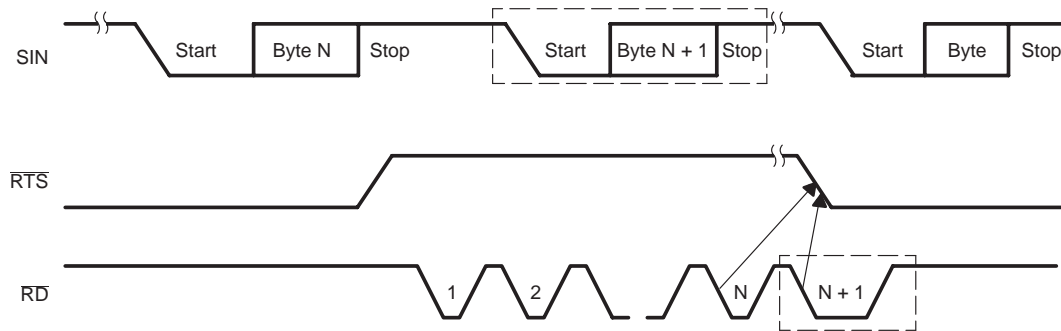 SIN Start Byte N Stop Start Byte N + 1 Stop Start Byte Stop
RTS
RD 1 2 N N + 1